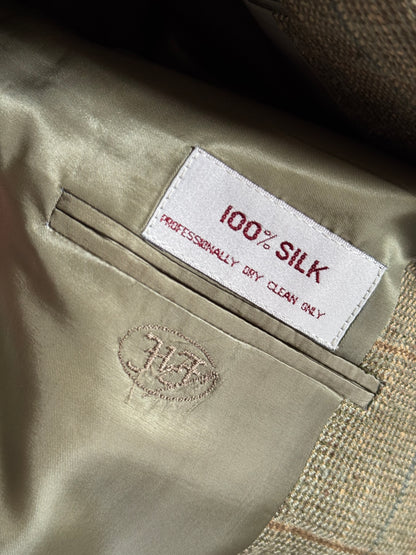 100% SILK
PROFESSIONALLY DRY CLEAN ONLY